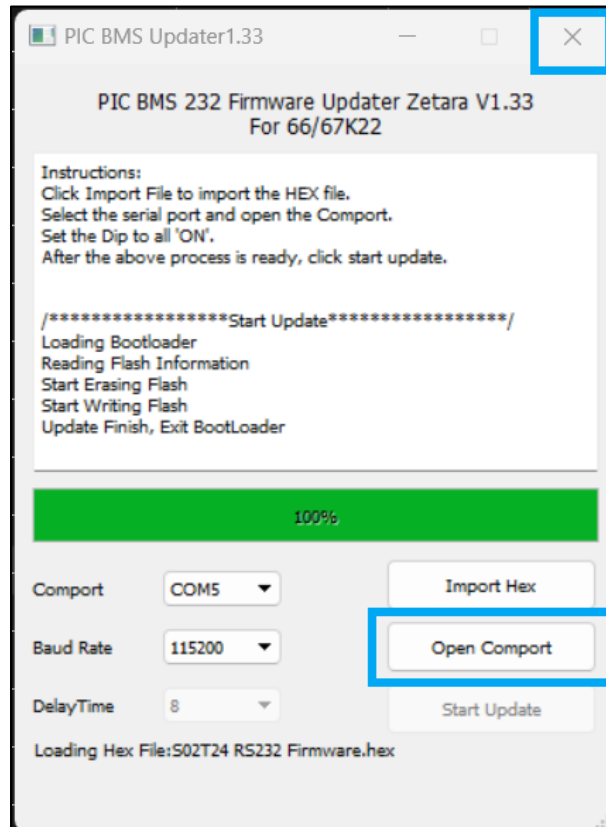 PIC BMS Updater1.33
PIC BMS 232 Firmware Updater Zetara V1.33
For 66/67K22
Instructions:
Click Import File to import the HEX file.
Select the serial port and open the Comport.
Set the Dip to all 'ON'.
After the above process is ready, click start update.
/*****************Start Update*****************/
Loading Bootloader
Reading Flash Information
Start Erasing Flash
Start Writing Flash
Update Finish, Exit BootLoader
100%
Comport COM5 Import Hex
Baud Rate 115200 Open Comport
DelayTime 8 Start Update
Loading Hex File:S02T24 RS232 Firmware.hex